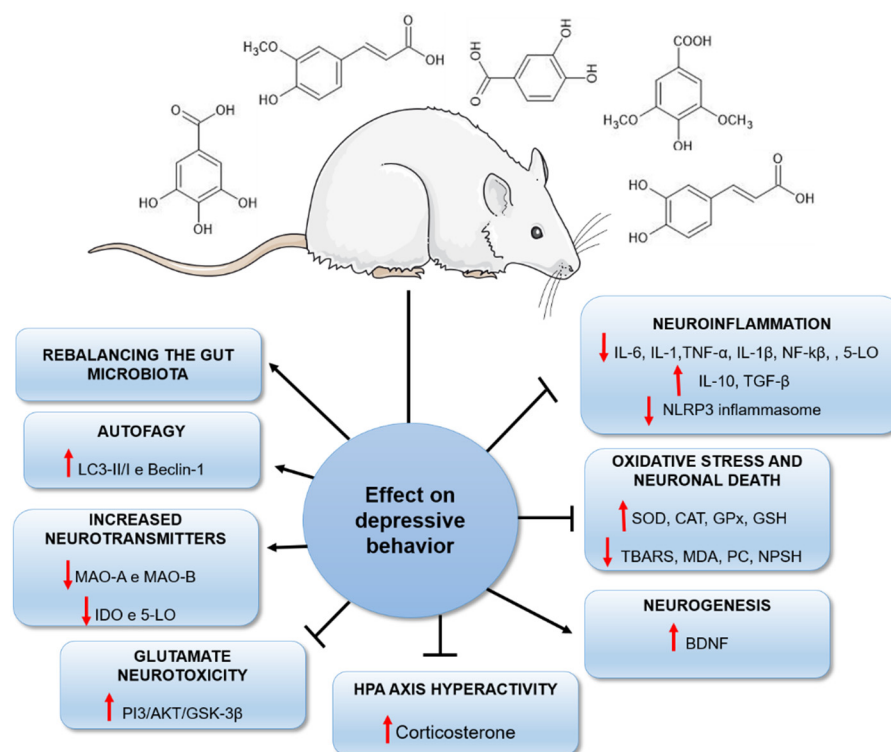 H₃CO
O
OH
HO
OH
HO
O
OH
COOH
H₃CO
OCH₃
OH
O
OH
HO
OH
OH
HO
HO
O
OH
REBALANCING THE GUT
MICROBIOTA
AUTOFAGY
LC3-II/I e Beclin-1
INCREASED
NEUROTRANSMITTERS
MAO-A e MAO-B
IDO e 5-LO
GLUTAMATE
NEUROTOXICITY
PI3/AKT/GSK-3β
Effect on
depressive
behavior
HPA AXIS HYPERACTIVITY
Corticosterone
NEUROINFLAMMATION
IL-6, IL-1,TNF-α, IL-1β, NF-kβ, , 5-LO
IL-10, TGF-β
NLRP3 inflammasome
OXIDATIVE STRESS AND
NEURONAL DEATH
SOD, CAT, GPx, GSH
TBARS, MDA, PC, NPSH
NEUROGENESIS
BDNF